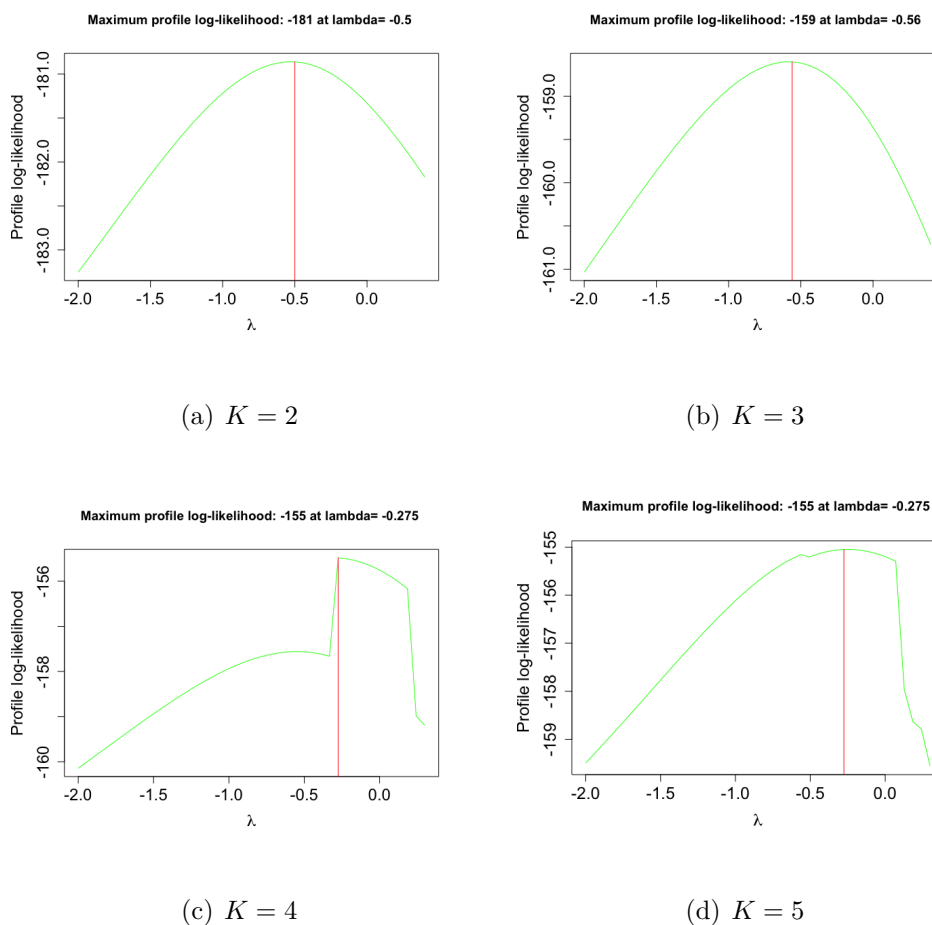 Maximum profile log-likelihood: -181 at lambda= -0.5
Profile log-likelihood
-181.0
-182.0
-183.0
-2.0 -1.5 -1.0 -0.5 0.0
λ
(a) K = 2
Maximum profile log-likelihood: -159 at lambda= -0.56
Profile log-likelihood
-159.0
-160.0
-161.0
-2.0 -1.5 -1.0 -0.5 0.0
λ
(b) K = 3
Maximum profile log-likelihood: -155 at lambda= -0.275
Profile log-likelihood
-156
-158
-160
-2.0 -1.5 -1.0 -0.5 0.0
λ
(c) K = 4
Maximum profile log-likelihood: -155 at lambda= -0.275
Profile log-likelihood
-155
-156
-157
-158
-159
-2.0 -1.5 -1.0 -0.5 0.0
λ
(d) K = 5